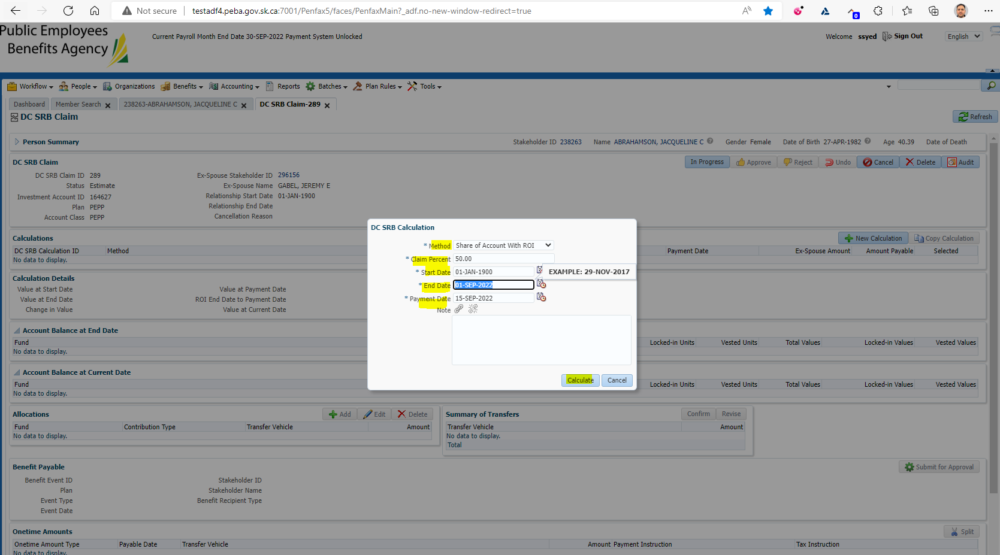 Not secure testadf4.peba.gov.sk.ca:7001/Penfax5/faces/PenfaxMain?_adf.no-new-window-redirect=true A 0
Public Employees
Benefits Agency
Current Payroll Month End Date 30-SEP-2022 Payment System Unlocked
Welcome ssyed Sign Out English
Workflow People Organizations Benefits Accounting Reports Batches Plan Rules Tools
Dashboard Member Search 238263-ABRAHAMSON, JACQUELINE C DC SRB Claim-289
DC SRB Claim Refresh
Person Summary Stakeholder ID 238263 Name ABRAHAMSON, JACQUELINE C Gender Female Date of Birth 27-APR-1982 Age 40.39 Date of Death
DC SRB Claim In Progress Approve Reject Undo Cancel Delete Audit
DC SRB Claim ID 289 Ex-Spouse Stakeholder ID 296156
Status Estimate Ex-Spouse Name GABEL, JEREMY E
Investment Account ID 164627 Relationship Start Date 01-JAN-1900
Plan PEPP Relationship End Date
Account Class PEPP Cancellation Reason
DC SRB Calculation
* Method Share of Account With ROI
* Claim Percent 50.00
* Start Date 01-JAN-1900
EXAMPLE: 29-NOV-2017
* End Date 01-SEP-2022
* Payment Date 15-SEP-2022
Note
Calculate Cancel
Calculations New Calculation Copy Calculation
DC SRB Calculation ID Method Payment Date Ex-Spouse Amount Amount Payable Selected
No data to display.
Calculation Details
Value at Start Date Value at Payment Date
Value at End Date ROI End Date to Payment Date
Change in Value Value at Current Date
Account Balance at End Date
Fund Locked-in Units Vested Units Total Values Locked-in Values Vested Values
No data to display.
Account Balance at Current Date
Fund Locked-in Units Vested Units Total Values Locked-in Values Vested Values
No data to display.
Allocations Add Edit Delete
Fund Contribution Type Transfer Vehicle Amount
No data to display.
Summary of Transfers Confirm Revise
Transfer Vehicle Amount
No data to display.
Total
Benefit Payable Submit for Approval
Benefit Event ID Stakeholder ID
Plan Stakeholder Name
Event Type Benefit Recipient Type
Event Date
Onetime Amounts Split
Onetime Amount Type Payable Date Transfer Vehicle Amount Payment Instruction Tax Instruction
No data to display.